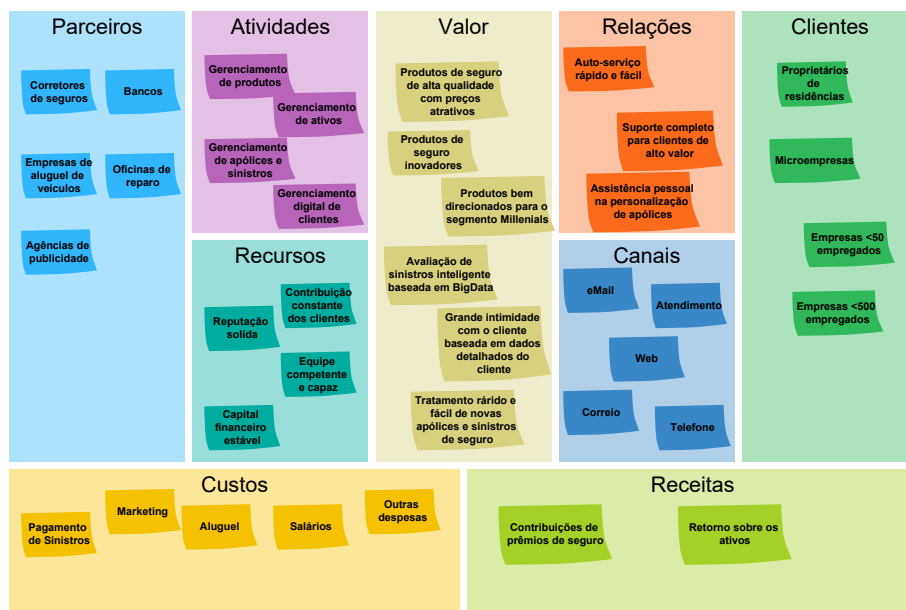 Parceiros
Corretores
de seguros
Bancos
Empresas de
aluguel de
veículos
Oficinas de
reparo
Agências de
publicidade
Atividades
Gerenciamento
de produtos
Gerenciamento
de ativos
Gerenciamento
de apólices e
sinistros
Gerenciamento
digital de
clientes
Recursos
Contribuição
constante
dos clientes
Reputação
solida
Equipe
competente
e capaz
Capital
financeiro
estável
Valor
Produtos de seguro
de alta qualidade
com preços
atrativos
Produtos de
seguro
inovadores
Produtos bem
direcionados para o
segmento Millenials
Avaliação de
sinistros inteligente
baseada em BigData
Grande intimidade
com o cliente
baseada em dados
detalhados do
cliente
Tratamento rárido e
fácil de novas
apólices e sinistros
de seguro
Relações
Auto-serviço
rápido e fácil
Suporte completo
para clientes de
alto valor
Assistência pessoal
na personalização
de apólices
Canais
eMail
Atendimento
Web
Correio
Telefone
Clientes
Proprietários
de
residências
Microempresas
Empresas <50
empregados
Empresas <500
empregados
Custos
Pagamento
de Sinistros
Marketing
Aluguel
Salários
Outras
despesas
Receitas
Contribuições de
prêmios de seguro
Retorno sobre os
ativos